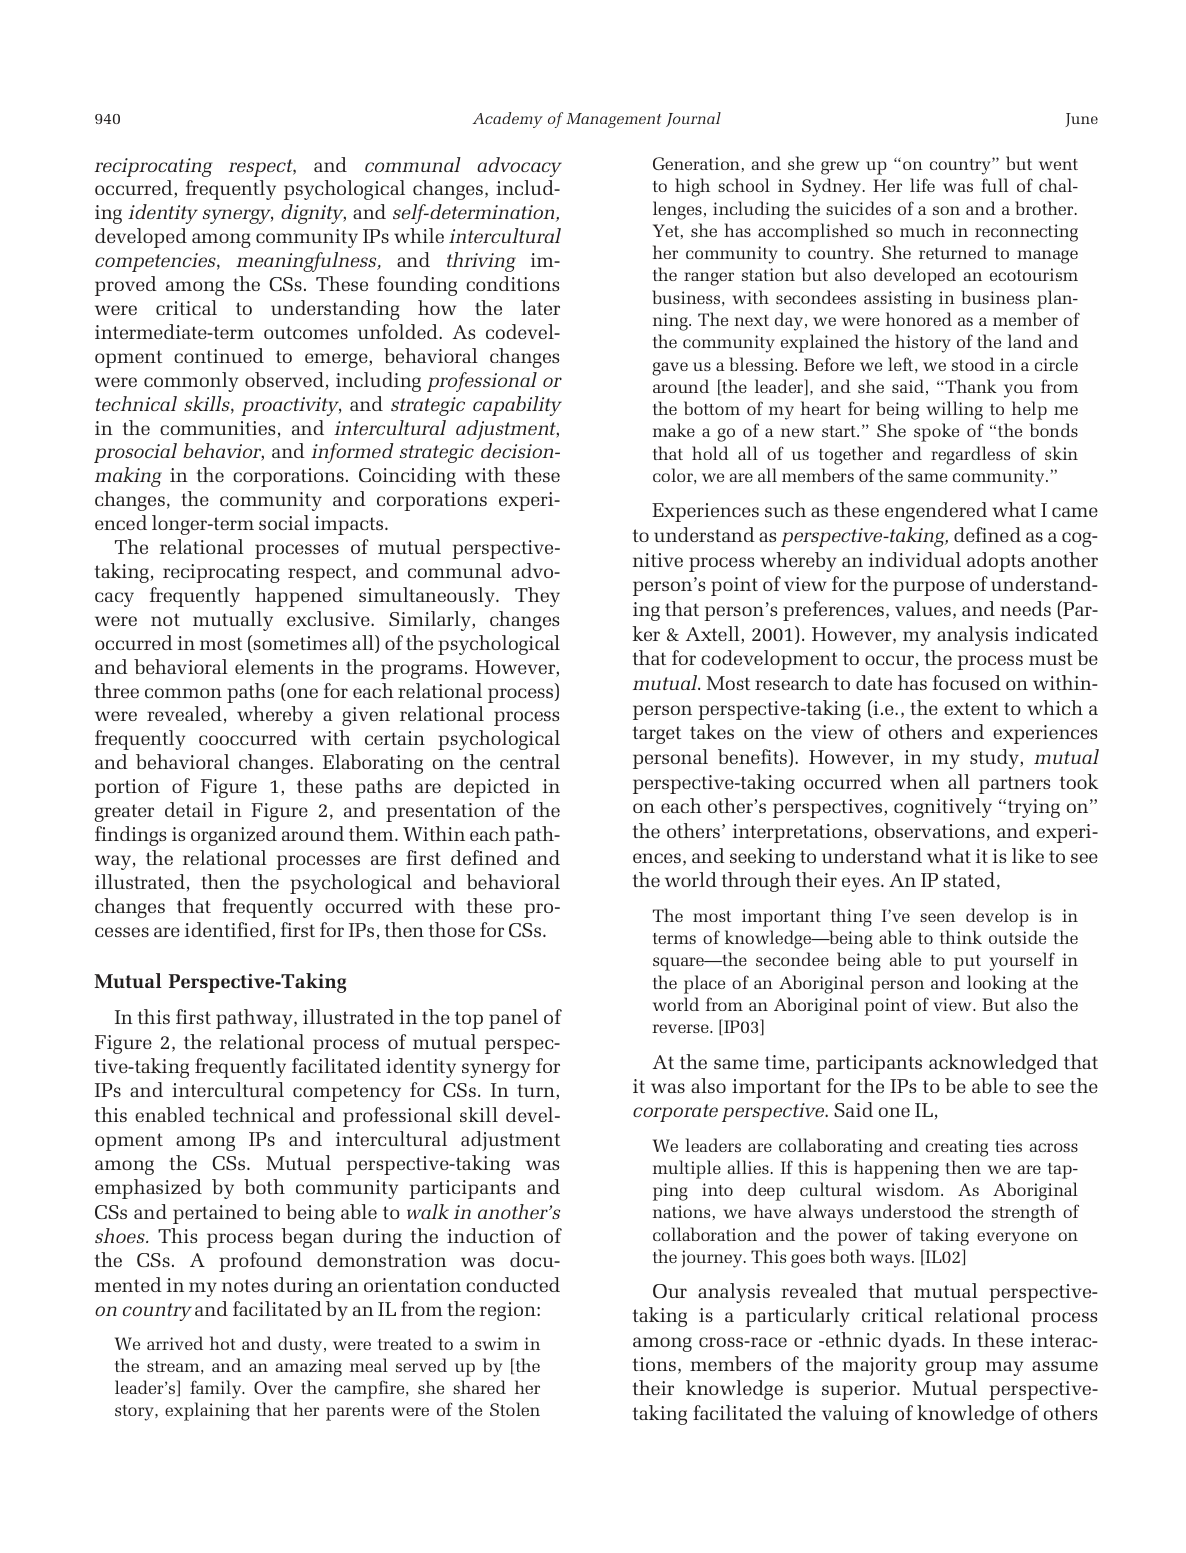 940
Academy of Management Journal
June
reciprocating respect, and communal advocacy
occurred, frequently psychological changes, includ-
ing identity synergy, dignity, and self-determination,
developed among community IPs while intercultural
competencies, meaningfulness, and thriving im-
proved among the CSs. These founding conditions
were critical to understanding how the later
intermediate-term outcomes unfolded. As codevel-
opment continued to emerge, behavioral changes
were commonly observed, including professional or
technical skills, proactivity, and strategic capability
in the communities, and intercultural adjustment,
prosocial behavior, and informed strategic decision-
making in the corporations. Coinciding with these
changes, the community and corporations experi-
enced longer-term social impacts.
The relational processes of mutual perspective-
taking, reciprocating respect, and communal advo-
cacy frequently happened simultaneously. They
were not mutually exclusive. Similarly, changes
occurred in most (sometimes all) of the psychological
and behavioral elements in the programs. However,
three common paths (one for each relational process)
were revealed, whereby a given relational process
frequently cooccurred with certain psychological
and behavioral changes. Elaborating on the central
portion of Figure 1, these paths are depicted in
greater detail in Figure 2, and presentation of the
findings is organized around them. Within each path-
way, the relational processes are first defined and
illustrated, then the psychological and behavioral
changes that frequently occurred with these pro-
cesses are identified, first for IPs, then those for CSs.
Mutual Perspective-Taking
In this first pathway, illustrated in the top panel of
Figure 2, the relational process of mutual perspec-
tive-taking frequently facilitated identity synergy for
IPs and intercultural competency for CSs. In turn,
this enabled technical and professional skill devel-
opment among IPs and intercultural adjustment
among the CSs. Mutual perspective-taking was
emphasized by both community participants and
CSs and pertained to being able to walk in another's
shoes. This process began during the induction of
the CSs. A profound demonstration was docu-
mented in my notes during an orientation conducted
on country and facilitated by an IL from the region:
We arrived hot and dusty, were treated to a swim in
the stream, and an amazing meal served up by [the
leader's] family. Over the campfire, she shared her
story, explaining that her parents were of the Stolen
Generation, and she grew up “on country” but went
to high school in Sydney. Her life was full of chal-
lenges, including the suicides of a son and a brother.
Yet, she has accomplished so much in reconnecting
her community to country. She returned to manage
the ranger station but also developed an ecotourism
business, with secondees assisting in business plan-
ning. The next day, we were honored as a member of
the community explained the history of the land and
gave us a blessing. Before we left, we stood in a circle
around [the leader], and she said, “Thank you from
the bottom of my heart for being willing to help me
make a go of a new start.” She spoke of “the bonds
that hold all of us together and regardless of skin
color, we are all members of the same community.”
Experiences such as these engendered what I came
to understand as perspective-taking, defined as a cog-
nitive process whereby an individual adopts another
person's point of view for the purpose of understand-
ing that person's preferences, values, and needs (Par-
ker & Axtell, 2001). However, my analysis indicated
that for codevelopment to occur, the process must be
mutual. Most research to date has focused on within-
person perspective-taking (i.e., the extent to which a
target takes on the view of others and experiences
personal benefits). However, in my study, mutual
perspective-taking occurred when all partners took
on each other's perspectives, cognitively “trying on”
the others' interpretations, observations, and experi-
ences, and seeking to understand what it is like to see
the world through their eyes. An IP stated,
The most important thing I've seen develop is in
terms of knowledge—being able to think outside the
square—the secondee being able to put yourself in
the place of an Aboriginal person and looking at the
world from an Aboriginal point of view. But also the
reverse. [IP03]
At the same time, participants acknowledged that
it was also important for the IPs to be able to see the
corporate perspective. Said one IL,
We leaders are collaborating and creating ties across
multiple allies. If this is happening then we are tap-
ping into deep cultural wisdom. As Aboriginal
nations, we have always understood the strength of
collaboration and the power of taking everyone on
the journey. This goes both ways. [IL02]
Our analysis revealed that mutual perspective-
taking is a particularly critical relational process
among cross-race or -ethnic dyads. In these interac-
tions, members of the majority group may assume
their knowledge is superior. Mutual perspective-
taking facilitated the valuing of knowledge of others